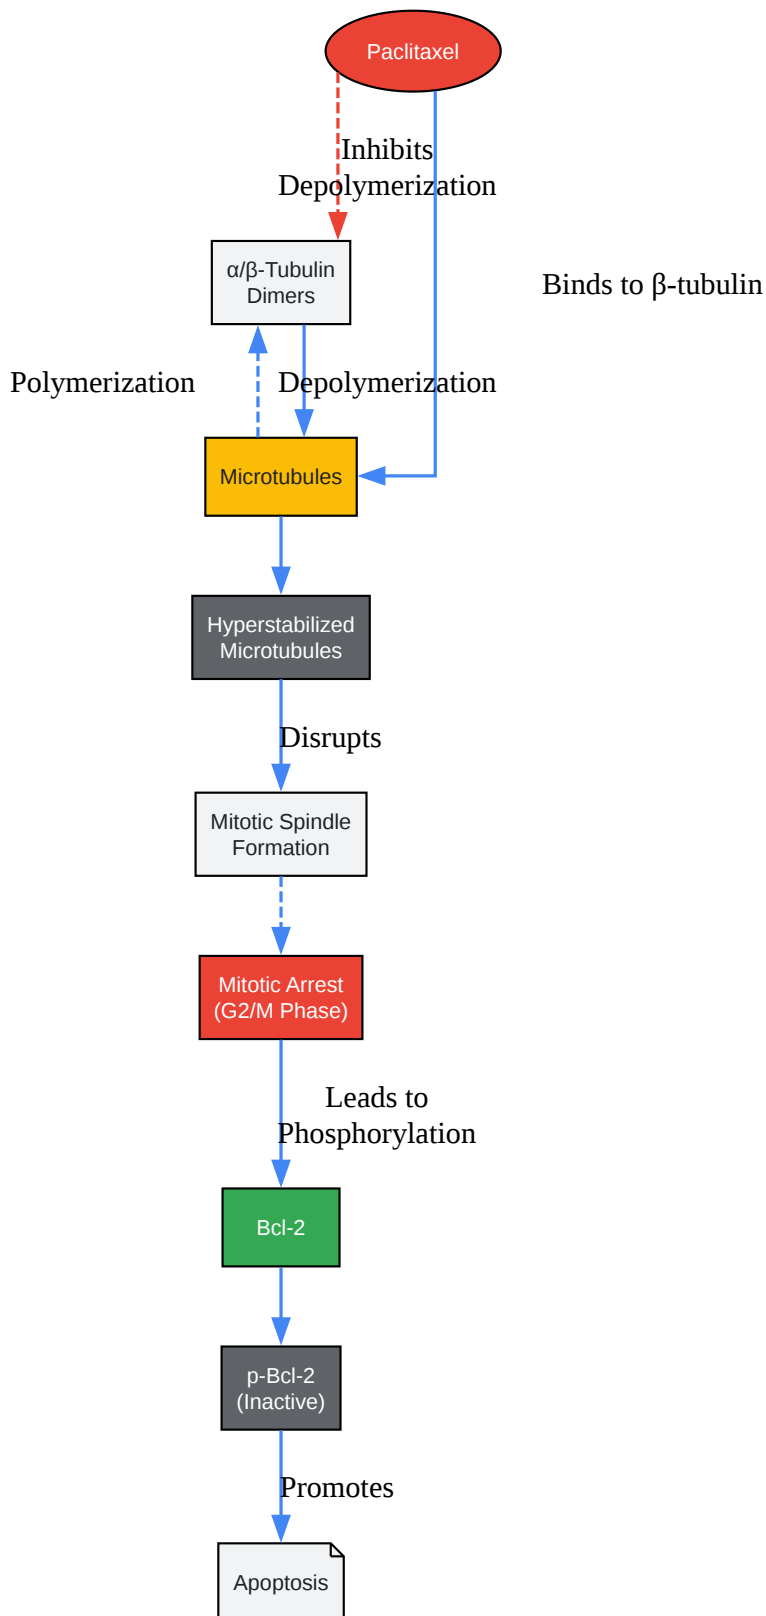 Paclitaxel
Inhibits
Depolymerization
α/β-Tubulin
Dimers
Binds to β-tubulin
Polymerization
Depolymerization
Microtubules
Hyperstabilized
Microtubules
Disrupts
Mitotic Spindle
Formation
Mitotic Arrest
(G2/M Phase)
Leads to
Phosphorylation
Bcl-2
p-Bcl-2
(Inactive)
Promotes
Apoptosis